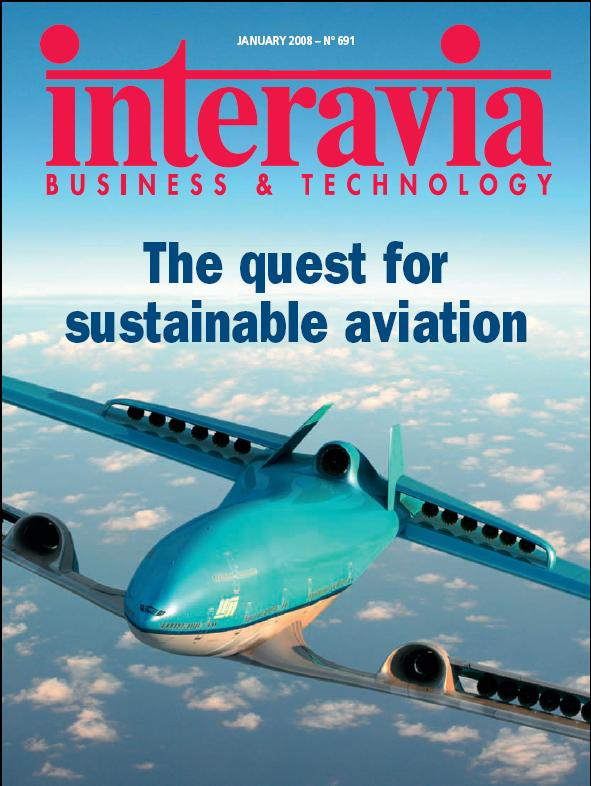 JANUARY 2008 – N° 691
interavia
BUSINESS & TECHNOLOGY
The quest for
sustainable aviation